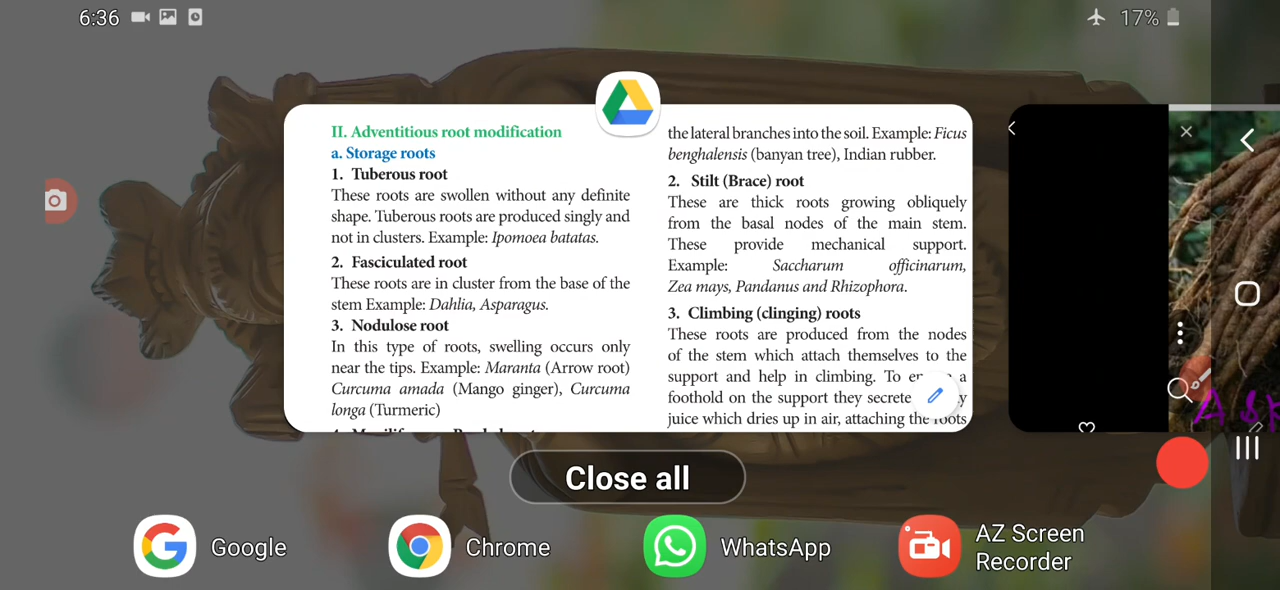 6:36
17%
II. Adventitious root modification
a. Storage roots
1. Tuberous root
These roots are swollen without any definite
shape. Tuberous roots are produced singly and
not in clusters. Example: Ipomoea batatas.
2. Fasciculated root
These roots are in cluster from the base of the
stem Example: Dahlia, Asparagus.
3. Nodulose root
In this type of roots, swelling occurs only
near the tips. Example: Maranta (Arrow root)
Curcuma amada (Mango ginger), Curcuma
longa (Turmeric)
the lateral branches into the soil. Example: Ficus
benghalensis (banyan tree), Indian rubber.
2. Stilt (Brace) root
These are thick roots growing obliquely
from the basal nodes of the main stem.
These provide mechanical support.
Example: Saccharum officinarum,
Zea mays, Pandanus and Rhizophora.
3. Climbing (clinging) roots
These roots are produced from the nodes
of the stem which attach themselves to the
support and help in climbing. To a
foothold on the support they secrete
juice which dries up in air, attaching the roots
Close all
Google
Chrome
WhatsApp
AZ Screen
Recorder